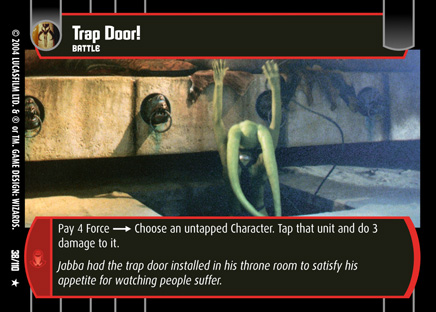 Trap Door!
BATTLE
© 2004 LUCASFILM LTD. & ® or TM. GAME DESIGN: WIZARDS.
38/110 ★
Pay 4 Force → Choose an untapped Character. Tap that unit and do 3
damage to it.
Jabba had the trap door installed in his throne room to satisfy his
appetite for watching people suffer.